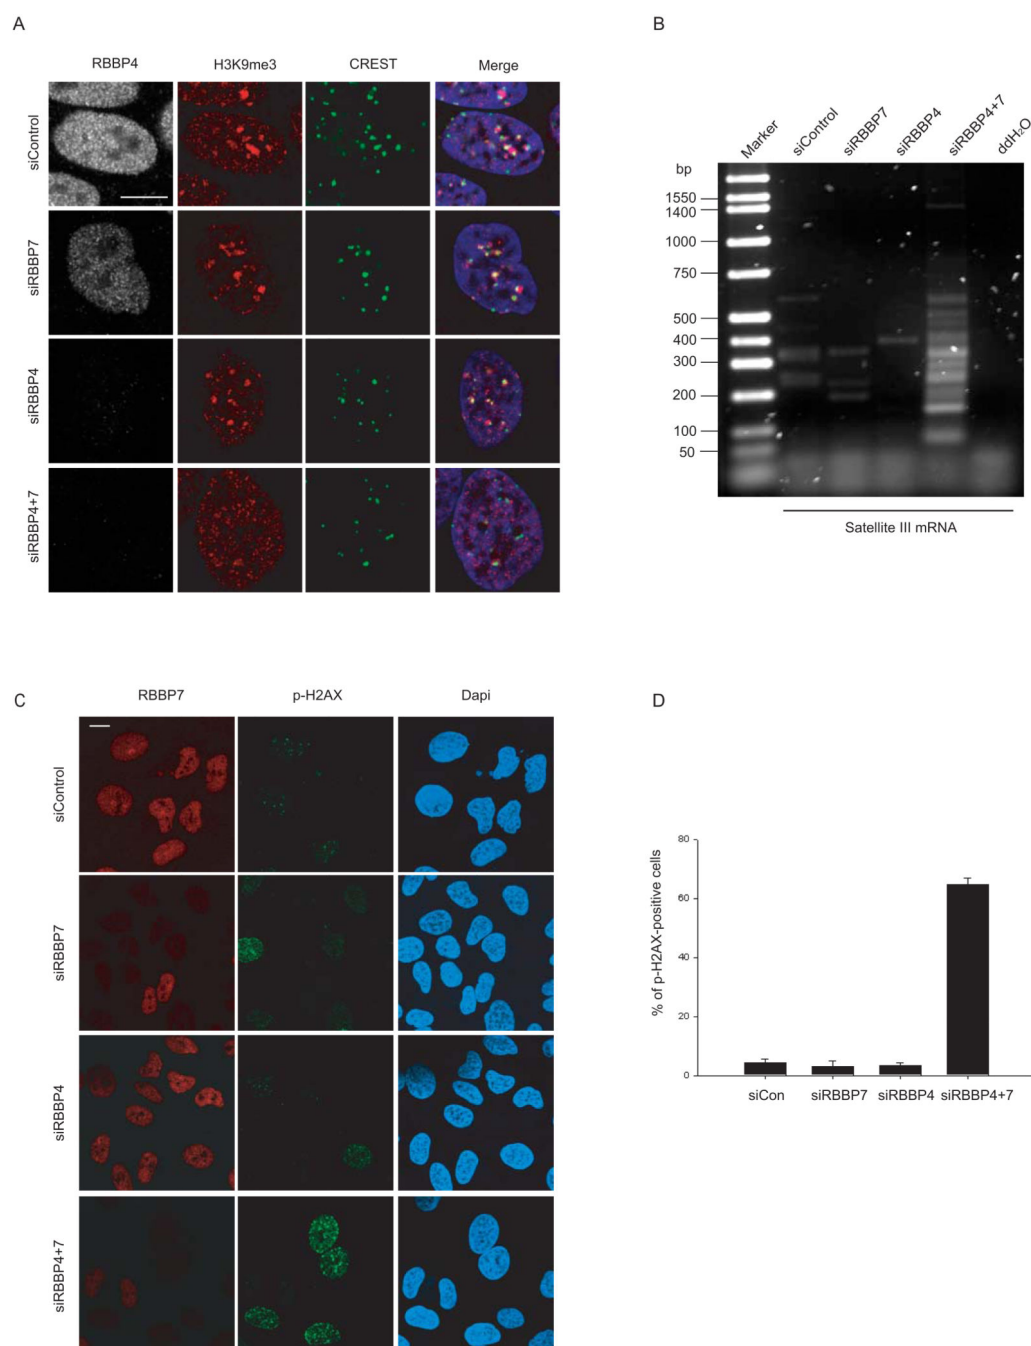 A
RBBP4 H3K9me3 CREST Merge
siControl
siRBBP7
siRBBP4
siRBBP4+7
B
Marker siControl siRBBP7 siRBBP4 siRBBP4+7 ddH₂O
bp
1550
1400
1000
750
500
400
300
200
100
50
Satellite III mRNA
C
RBBP7 p-H2AX Dapi
siControl
siRBBP7
siRBBP4
siRBBP4+7
D
% of p-H2AX-positive cells
80
60
40
20
0
siCon siRBBP7 siRBBP4 siRBBP4+7